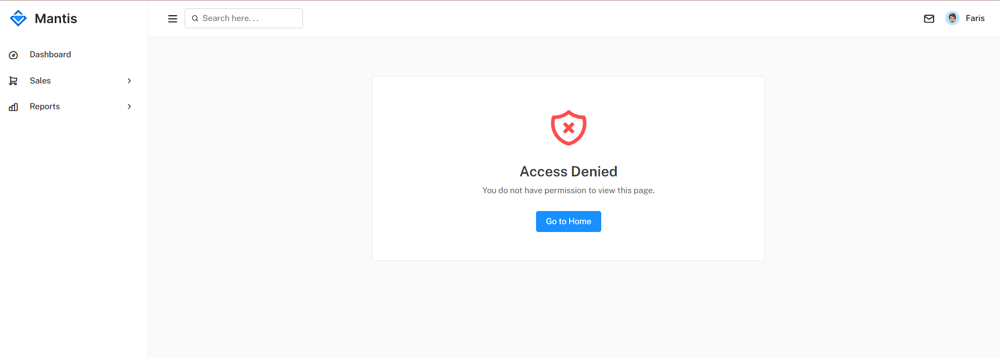 Mantis
Search here...
Faris
Dashboard
Sales
Reports
Access Denied
You do not have permission to view this page.
Go to Home